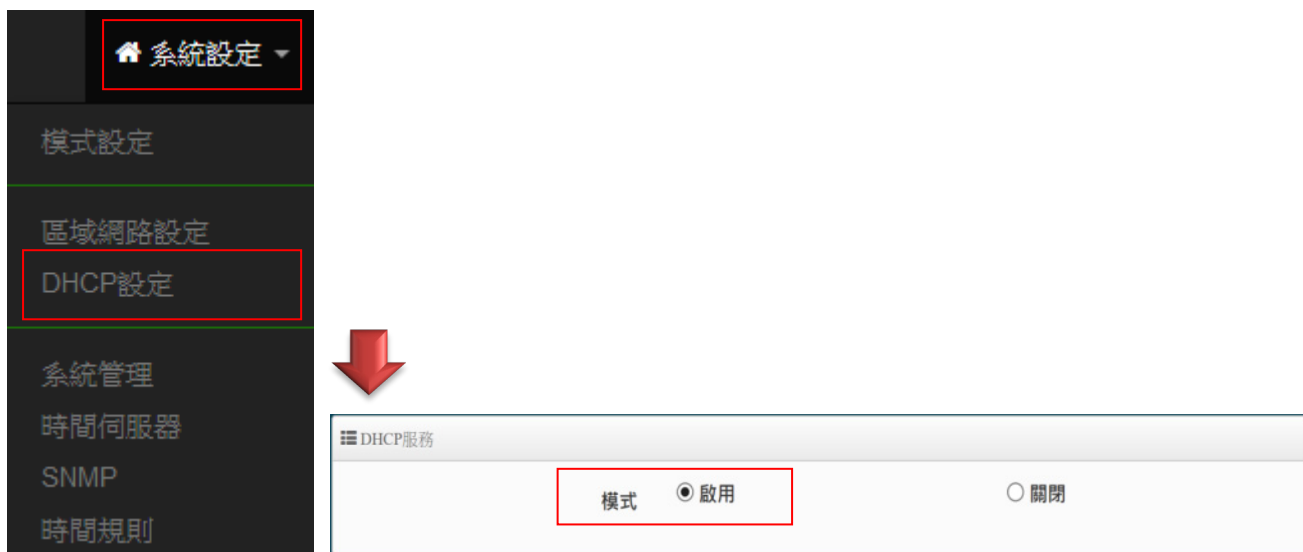 系統設定
模式設定
區域網路設定
DHCP設定
系統管理
時間伺服器
SNMP
時間規則
DHCP服務
模式 啟用 關閉